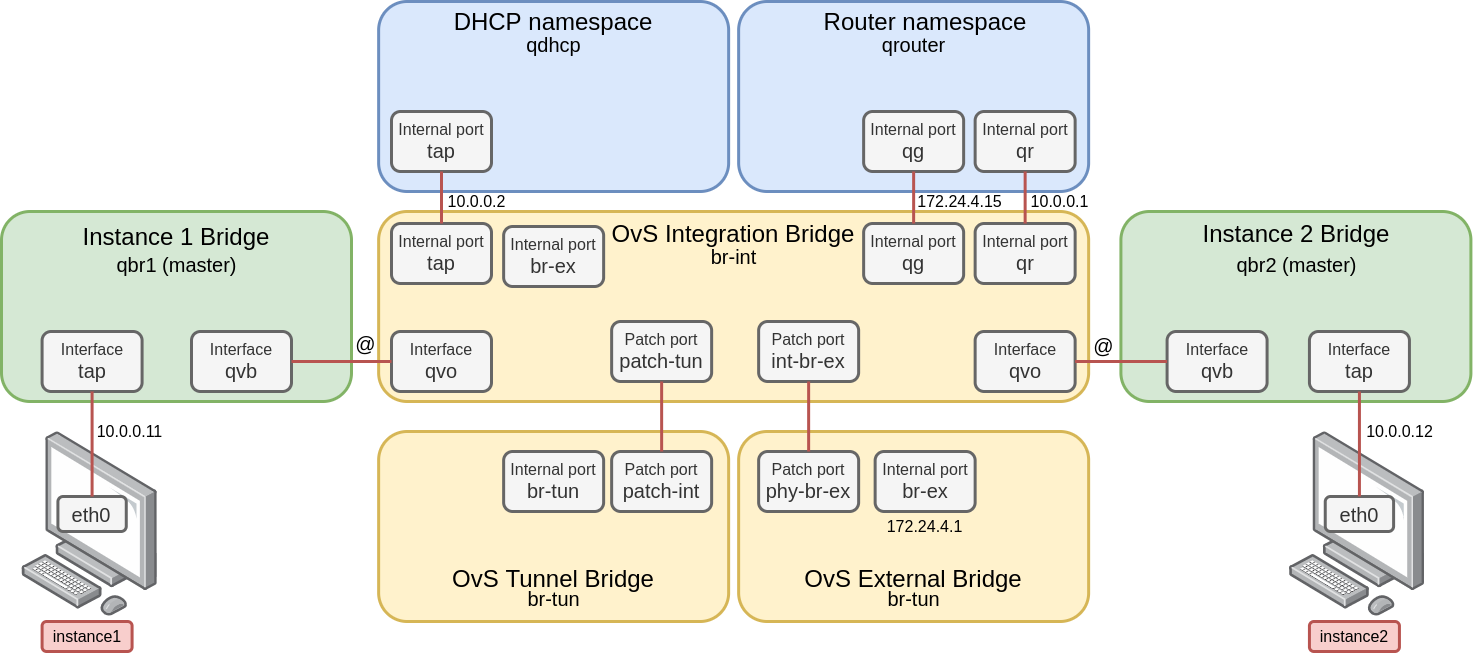 DHCP namespace
qdhcp
Internal port
tap
10.0.0.2
Router namespace
qrouter
Internal port
qg
Internal port
qr
172.24.4.15
10.0.0.1
Instance 1 Bridge
qbr1 (master)
Interface
tap
Interface
qvb
@
10.0.0.11
eth0
instance1
OvS Integration Bridge
br-int
Internal port
tap
Internal port
br-ex
Internal port
qg
Internal port
qr
Interface
qvo
Patch port
patch-tun
Patch port
int-br-ex
Interface
qvo
@
Instance 2 Bridge
qbr2 (master)
Interface
qvb
Interface
tap
10.0.0.12
eth0
instance2
Internal port
br-tun
Patch port
patch-int
OvS Tunnel Bridge
br-tun
Patch port
phy-br-ex
Internal port
br-ex
172.24.4.1
OvS External Bridge
br-tun